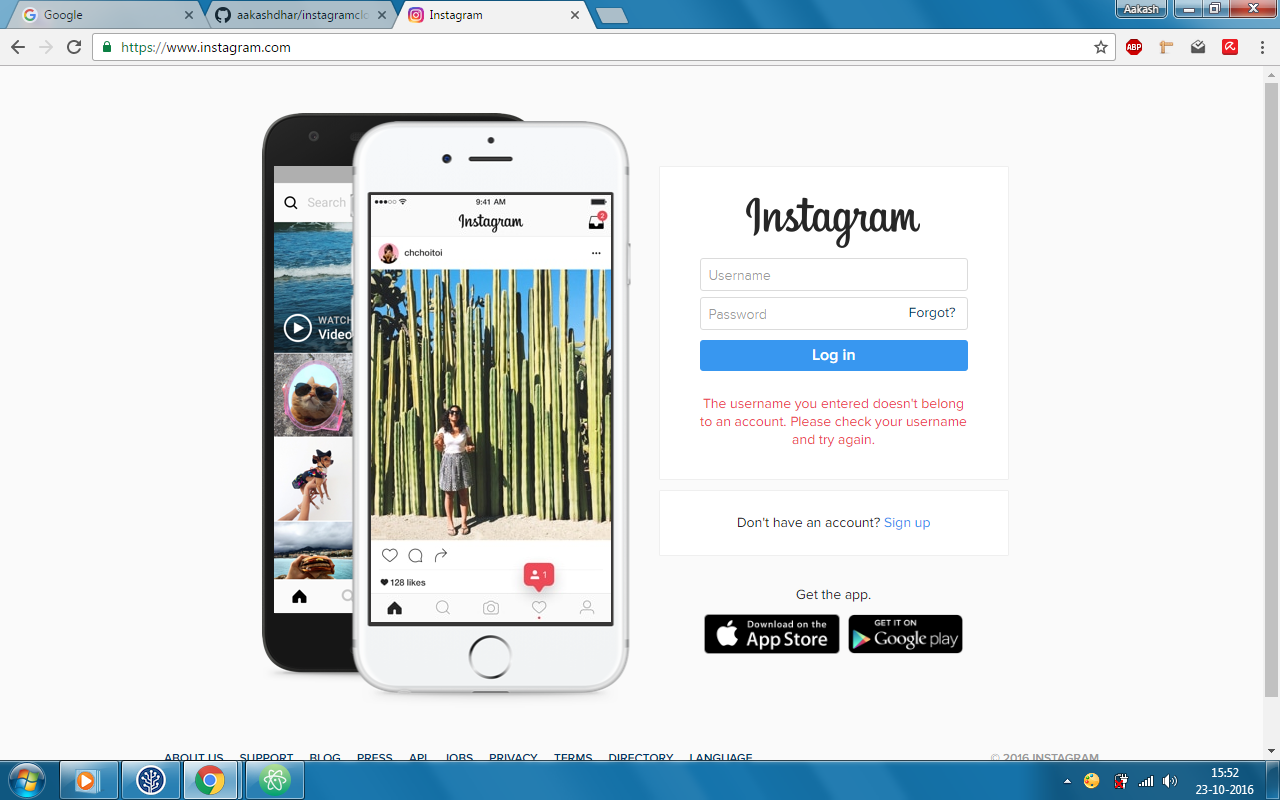 Google
aakashdhar/instagramclo
Instagram
Aakash
https://www.instagram.com
ABP
Search
WATCH
Video
9:41 AM
Instagram
2
chchoitoi
128 likes
1
Instagram
Username
Password
Forgot?
Log in
The username you entered doesn't belong
to an account. Please check your username
and try again.
Don't have an account? Sign up
Get the app.
Download on the
App Store
GET IT ON
Google play
ABOUT US SUPPORT BLOG PRESS API JOBS PRIVACY TERMS DIRECTORY LANGUAGE
© 2016 INSTAGRAM
15:52
23-10-2016